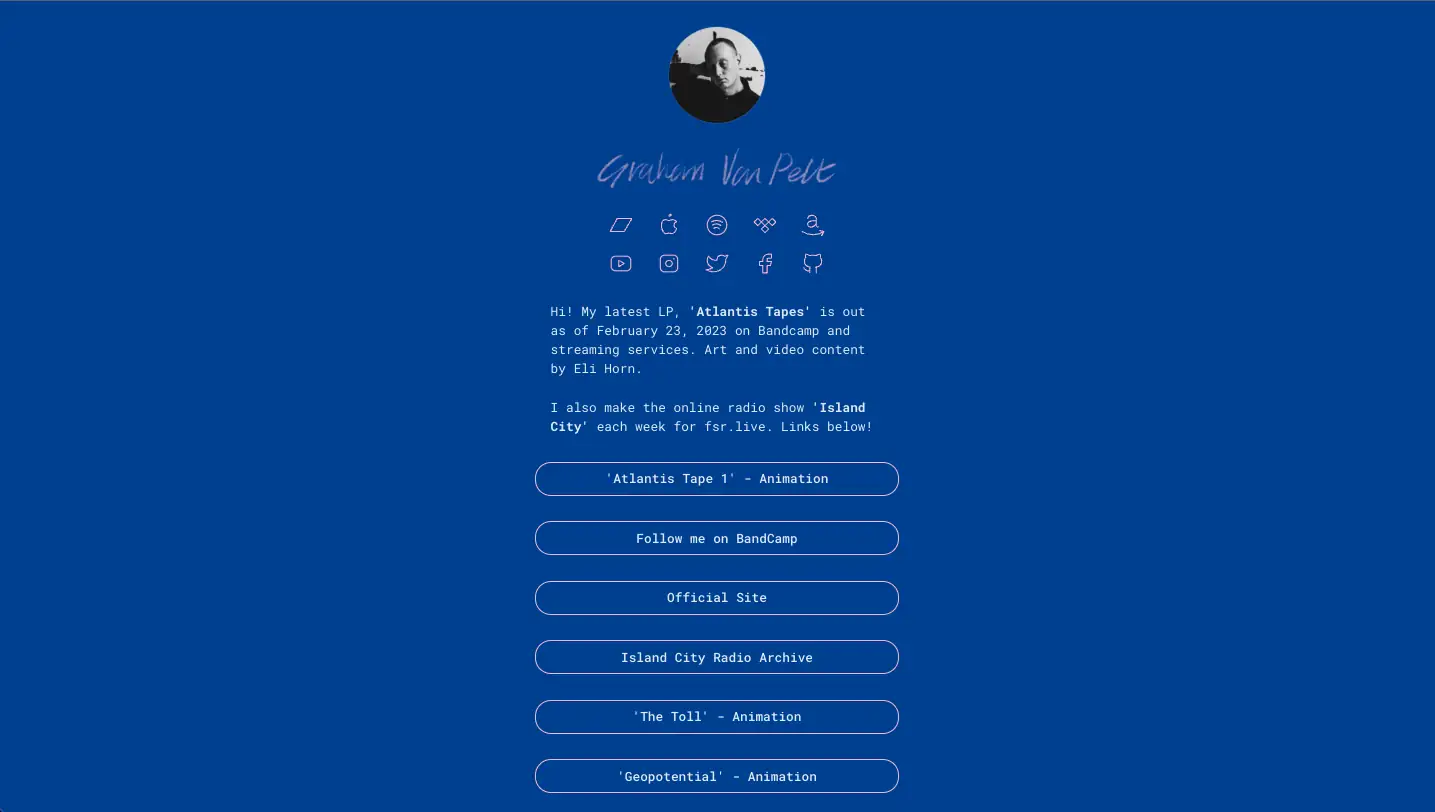 Graham Van Pelt
Hi! My latest LP, 'Atlantis Tapes' is out
as of February 23, 2023 on Bandcamp and
streaming services. Art and video content
by Eli Horn.
I also make the online radio show 'Island
City' each week for fsr.live. Links below!
'Atlantis Tape 1' - Animation
Follow me on BandCamp
Official Site
Island City Radio Archive
'The Toll' - Animation
'Geopotential' - Animation